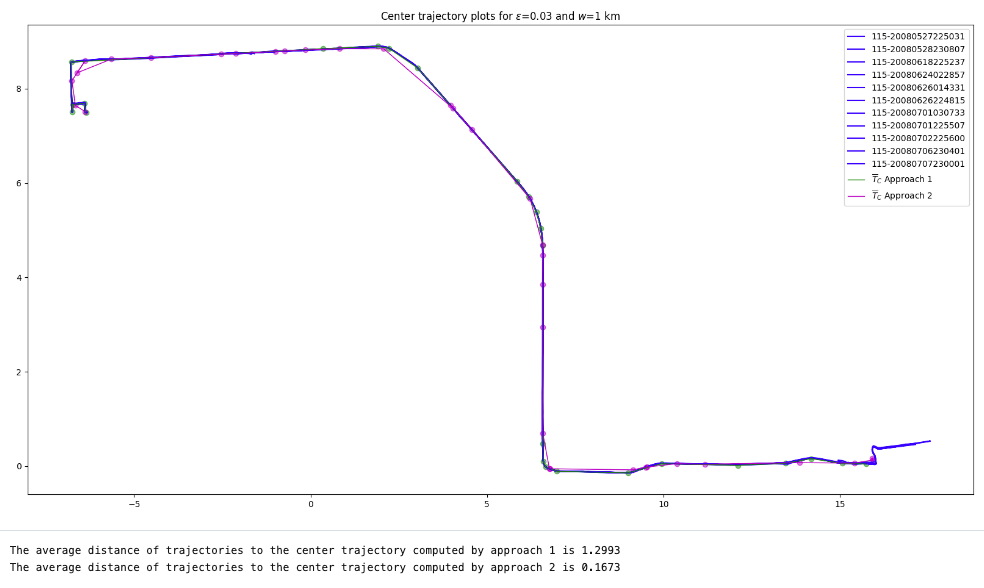 Center trajectory plots for ε=0.03 and w=1 km
115-20080527225031
115-20080528230807
115-20080618225237
115-20080624022857
115-20080626014331
115-20080626224815
115-20080701030733
115-20080701225507
115-20080702225600
115-20080706230401
115-20080707230001
T̅_C Approach 1
T̅_C Approach 2
8
6
4
2
0
−5 0 5 10 15
The average distance of trajectories to the center trajectory computed by approach 1 is 1.2993
The average distance of trajectories to the center trajectory computed by approach 2 is 0.1673